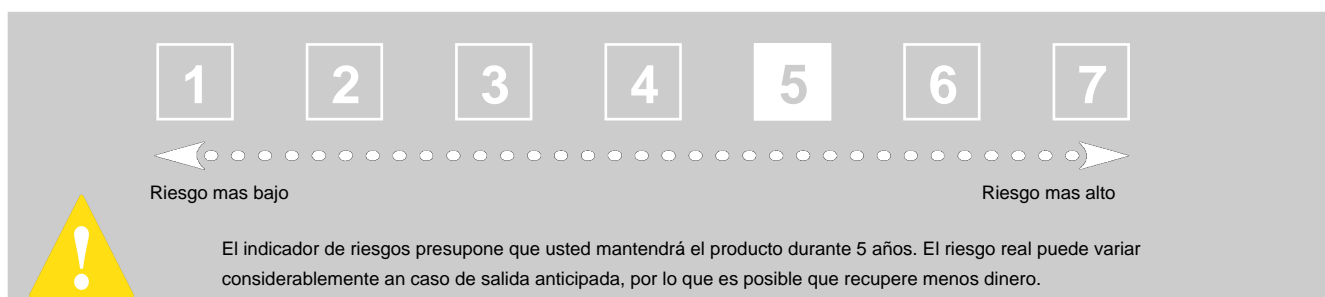 1 2 3 4 5 6 7
Riesgo mas bajo Riesgo mas alto
!
El indicador de riesgos presupone que usted mantendrá el producto durante 5 años. El riesgo real puede variar
considerablemente an caso de salida anticipada, por lo que es posible que recupere menos dinero.